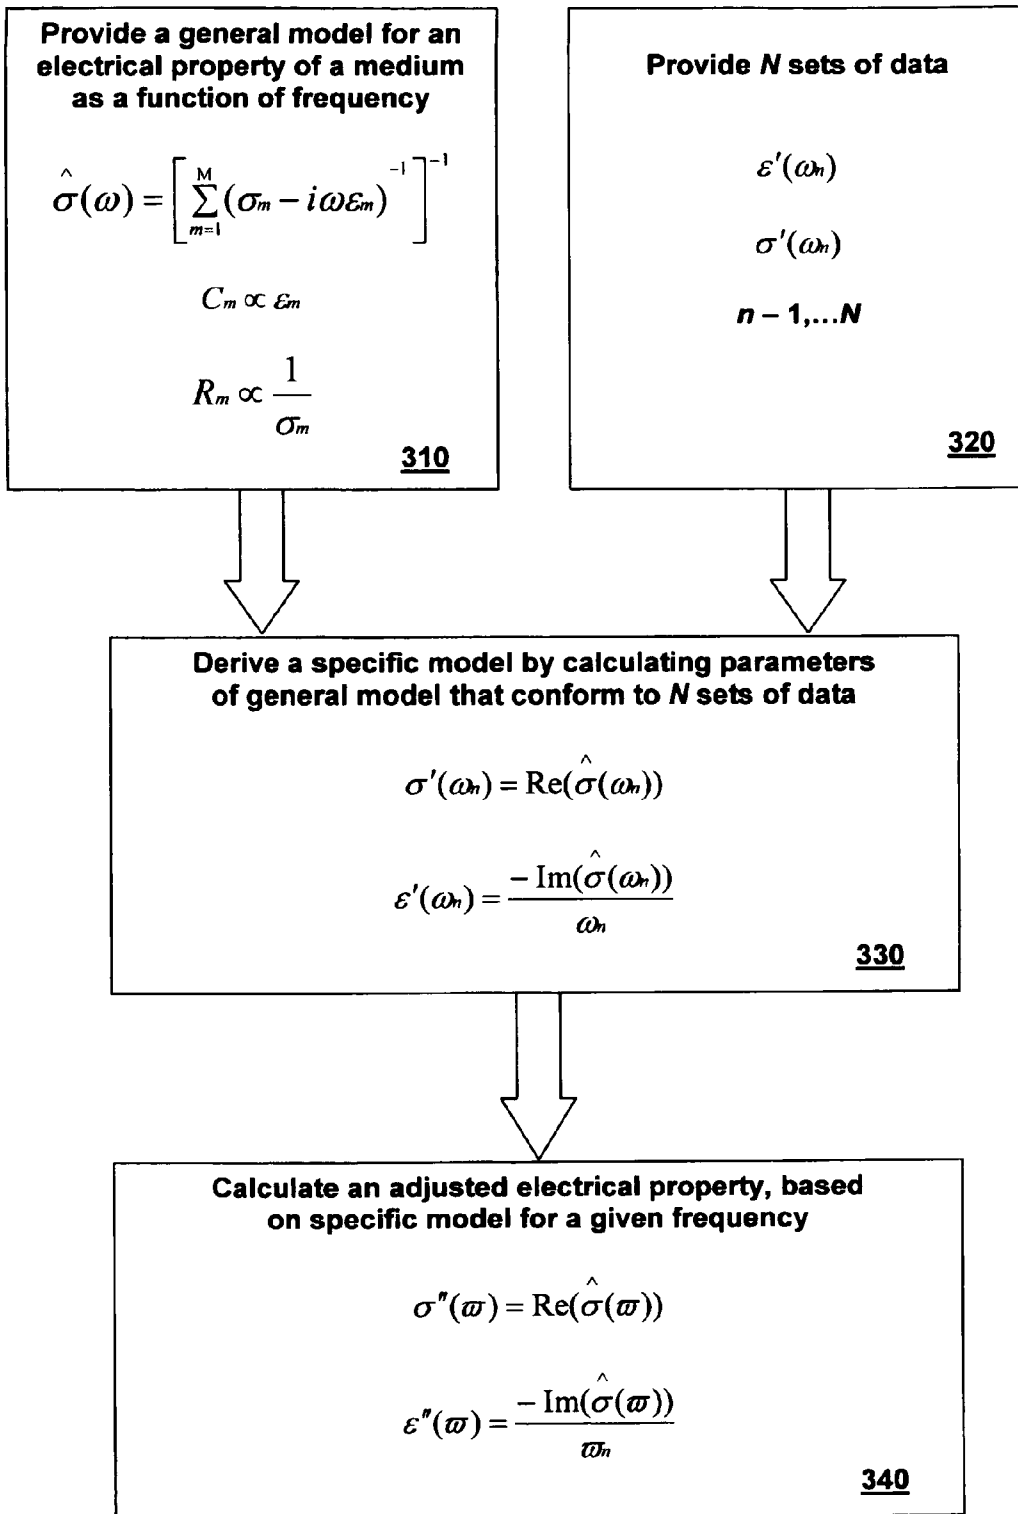 Provide a general model for an
electrical property of a medium
as a function of frequency
σ̂(ω) = [ ∑_{m=1}^{M} (σ_m − iωε_m)^{-1} ]^{-1}
C_m ∝ ε_m
R_m ∝ 1/σ_m
310
Provide N sets of data
ε'(ω_n)
σ'(ω_n)
n – 1,...N
320
Derive a specific model by calculating parameters
of general model that conform to N sets of data
σ'(ω_n) = Re(σ̂(ω_n))
ε'(ω_n) = −Im(σ̂(ω_n))/ω_n
330
Calculate an adjusted electrical property, based
on specific model for a given frequency
σ"(ϖ) = Re(σ̂(ϖ))
ε"(ϖ) = −Im(σ̂(ϖ))/ϖ_n
340